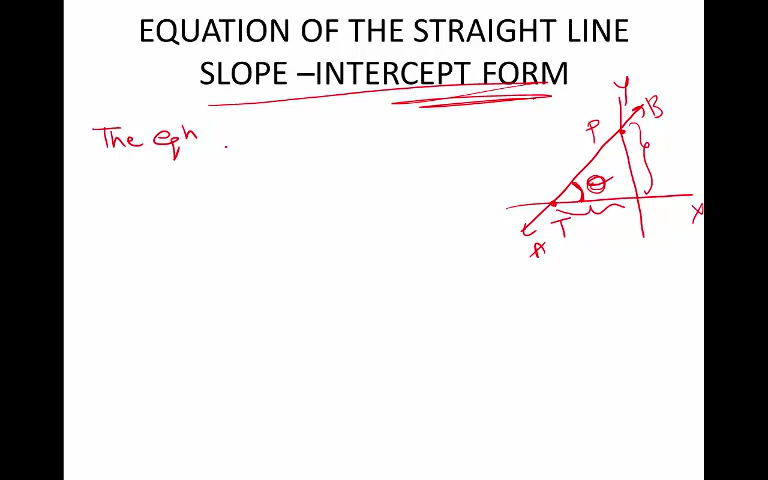 EQUATION OF THE STRAIGHT LINE
SLOPE –INTERCEPT FORM
The eqn .
Y
B
P
θ
X
T
A